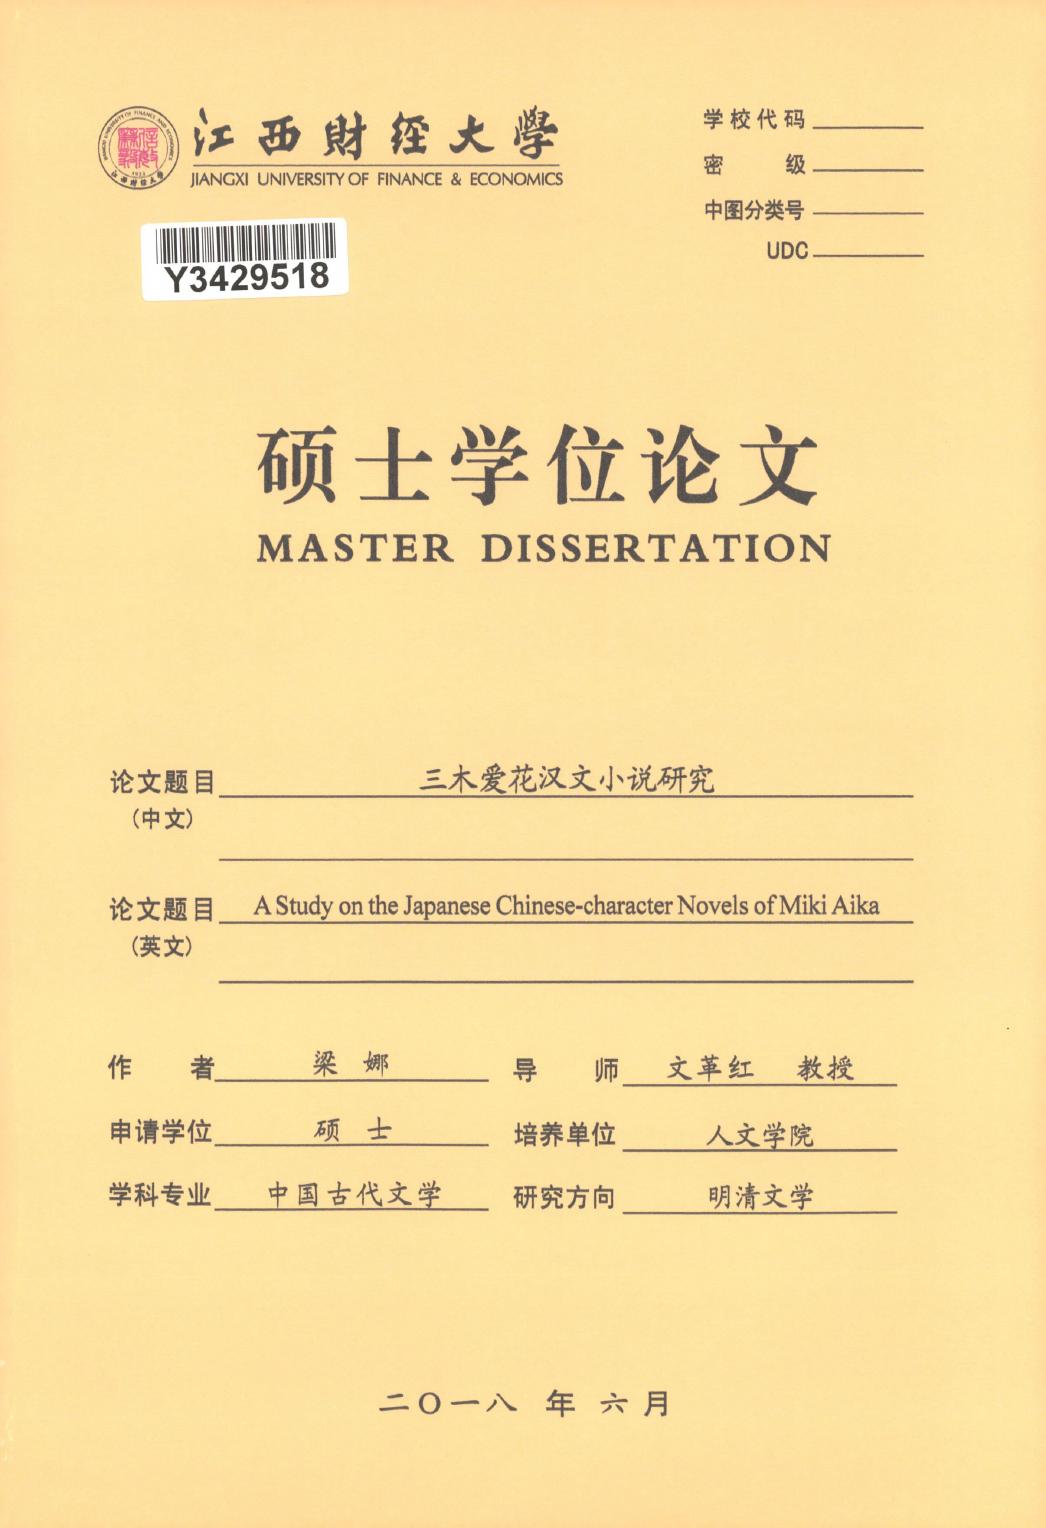 江西財經大學
JIANGXI UNIVERSITY OF FINANCE & ECONOMICS
学校代码
密 级
中图分类号
UDC
Y3429518
硕士学位论文
MASTER DISSERTATION
论文题目 三木爱花汉文小说研究
(中文)
论文题目 A Study on the Japanese Chinese-character Novels of Miki Aika
(英文)
作 者 梁娜 导 师 文革红 教授
申请学位 硕士 培养单位 人文学院
学科专业 中国古代文学 研究方向 明清文学
二〇一八 年 六 月